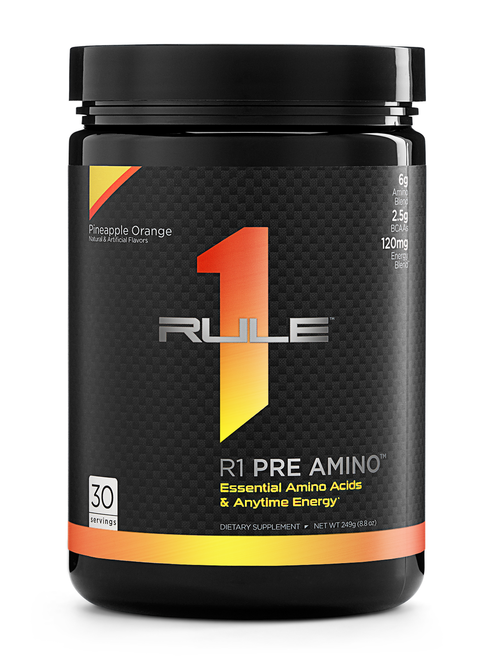 Pineapple Orange
Natural & Artificial Flavors
6g
Amino
Blend
2.5g
BCAAs
120mg
Energy
Blend
1
RULE™
R1 PRE AMINO™
Essential Amino Acids
& Anytime Energy*
30
servings
DIETARY SUPPLEMENT NET WT 249g (8.8 oz)